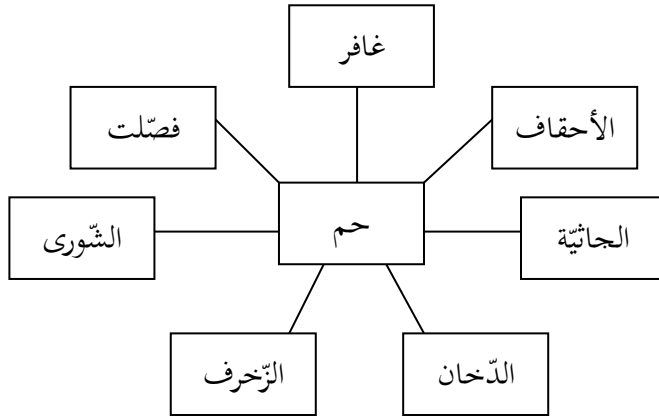 غافر
الأحقاف
فصّلت
حم
الجاثيّة
الشّورى
الدّخان
الزّخرف